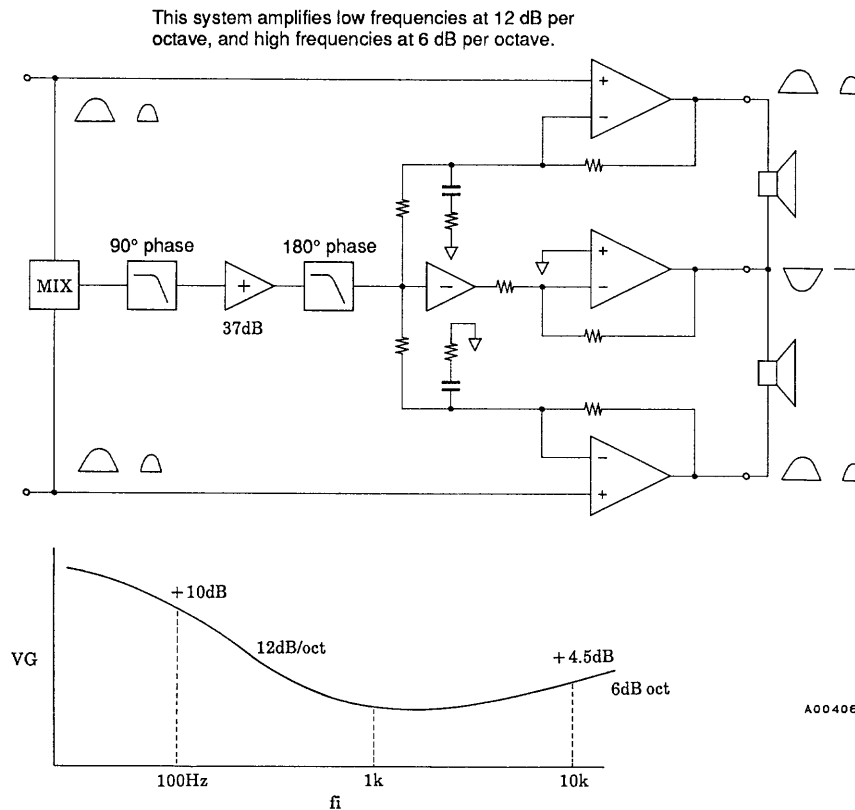 This system amplifies low frequencies at 12 dB per
octave, and high frequencies at 6 dB per octave.
+
−
90° phase
180° phase
MIX
+
37dB
−
+
−
−
+
+10dB
12dB/oct
VG
+4.5dB
6dB oct
100Hz
1k
10k
fi
A00406